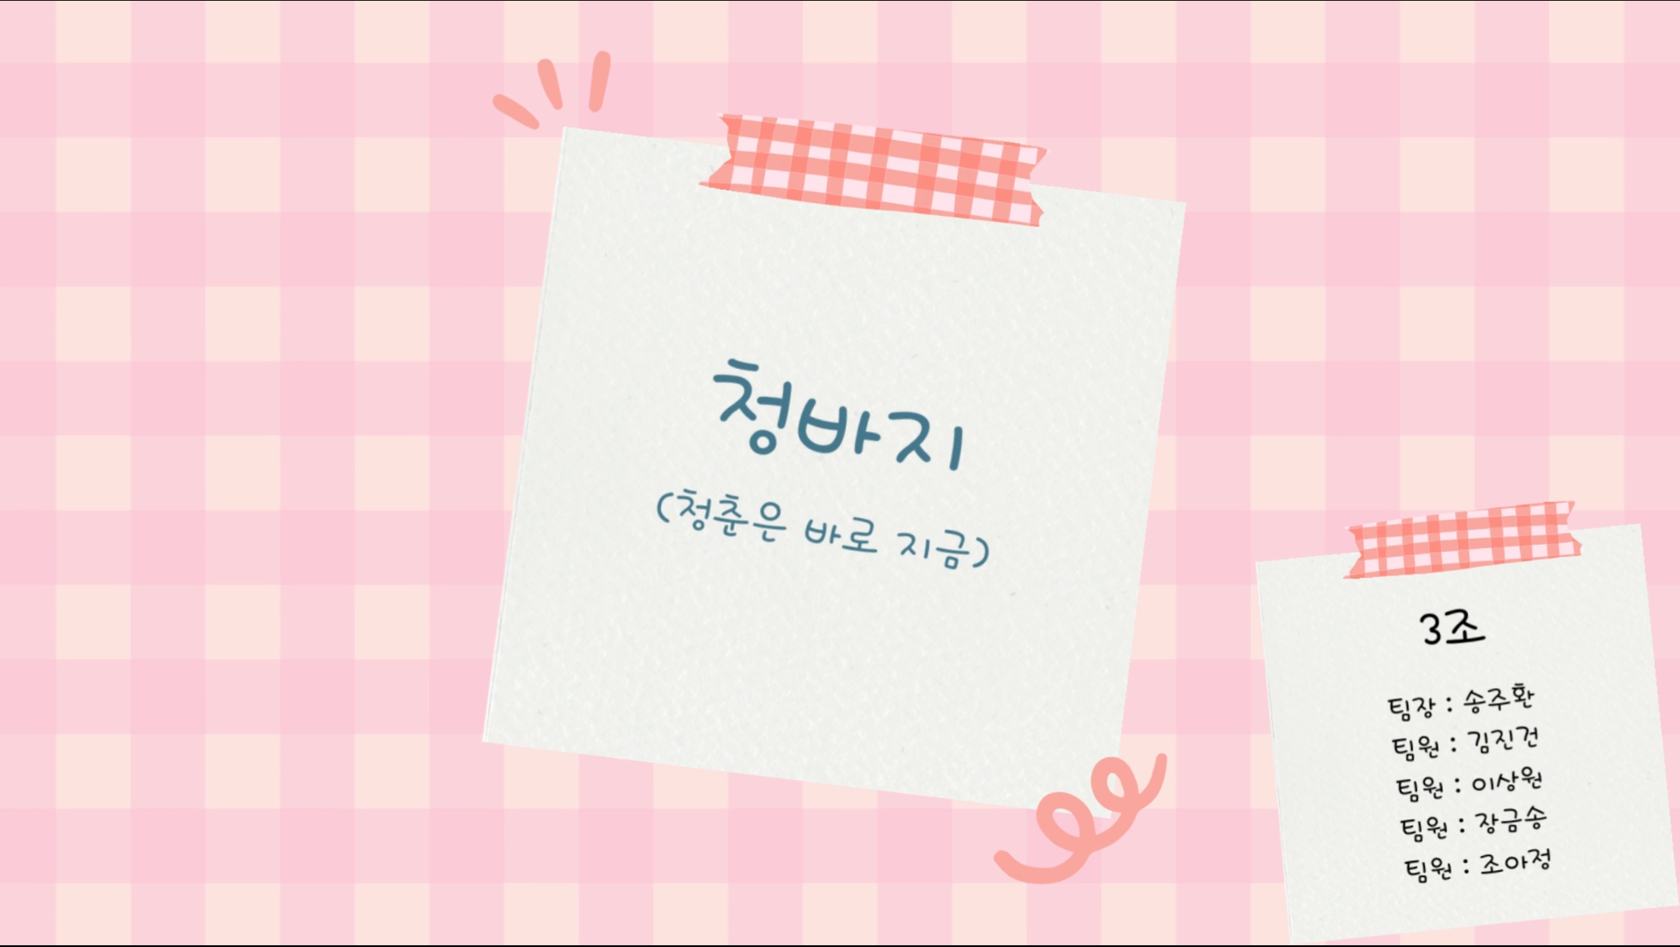 청바지
(청춘은 바로 지금)
3조
팀장 : 송주환
팀원 : 김진건
팀원 : 이상원
팀원 : 장금송
팀원 : 조아정